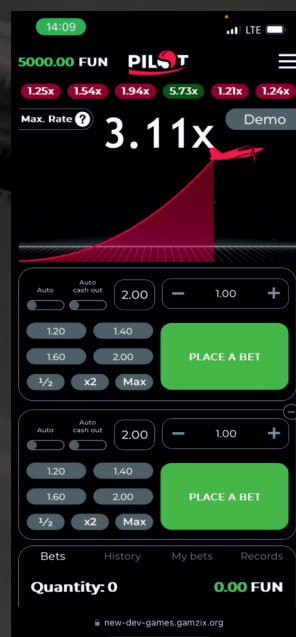 14:09
LTE
5000.00 FUN PILOT
1.25x 1.54x 1.94x 5.73x 1.21x 1.24x
Max. Rate ? Demo
3.11x
Auto Auto cash out 2.00 − 1.00 +
1.20 1.40
1.60 2.00
½ x2 Max
PLACE A BET
Auto Auto cash out 2.00 − 1.00 +
1.20 1.40
1.60 2.00
½ x2 Max
PLACE A BET
Bets History My bets Records
Quantity: 0 0.00 FUN
new-dev-games.gamzix.org